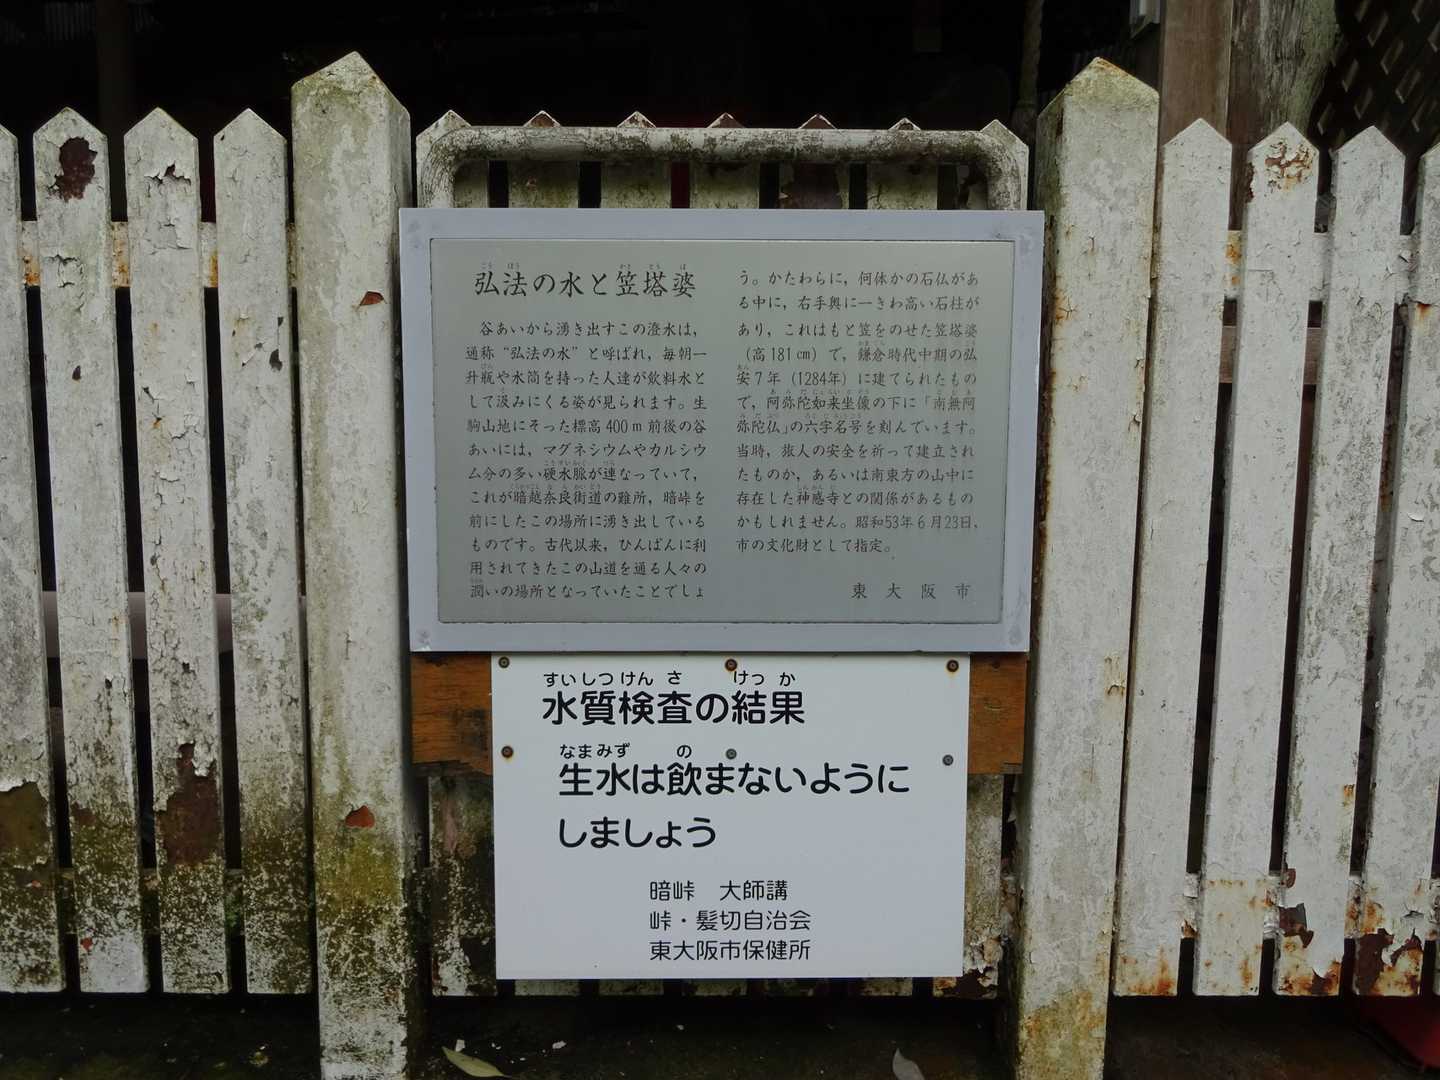 弘法の水と笠塔婆
谷あいから湧き出すこの澄水は，
通称“弘法の水”と呼ばれ，毎朝一
升瓶や水筒を持った人達が飲料水と
して汲みにくる姿が見られます。生
駒山地にそった標高400m前後の谷
あいには，マグネシウムやカルシウ
ム分の多い硬水脈が連なっていて，
これが暗越奈良街道の難所，暗峠を
前にしたこの場所に湧き出している
ものです。古代以来，ひんぱんに利
用されてきたこの山道を通る人々の
潤いの場所となっていたことでしょ
う。かたわらに，何体かの石仏があ
る中に，右手奥に一きわ高い石柱が
あり，これはもと笠をのせた笠塔婆
（高181cm）で，鎌倉時代中期の弘
安7年（1284年）に建てられたもの
で，阿弥陀如来坐像の下に「南無阿
弥陀仏」の六字名号を刻んでいます。
当時，旅人の安全を祈って建立され
たものか，あるいは南東方の山中に
存在した神感寺との関係があるもの
かもしれません。昭和53年6月23日，
市の文化財として指定。
東大阪市
すいしつけんさ けっか
水質検査の結果
なまみず の
生水は飲まないように
しましょう
暗峠 大師講
峠・髪切自治会
東大阪市保健所